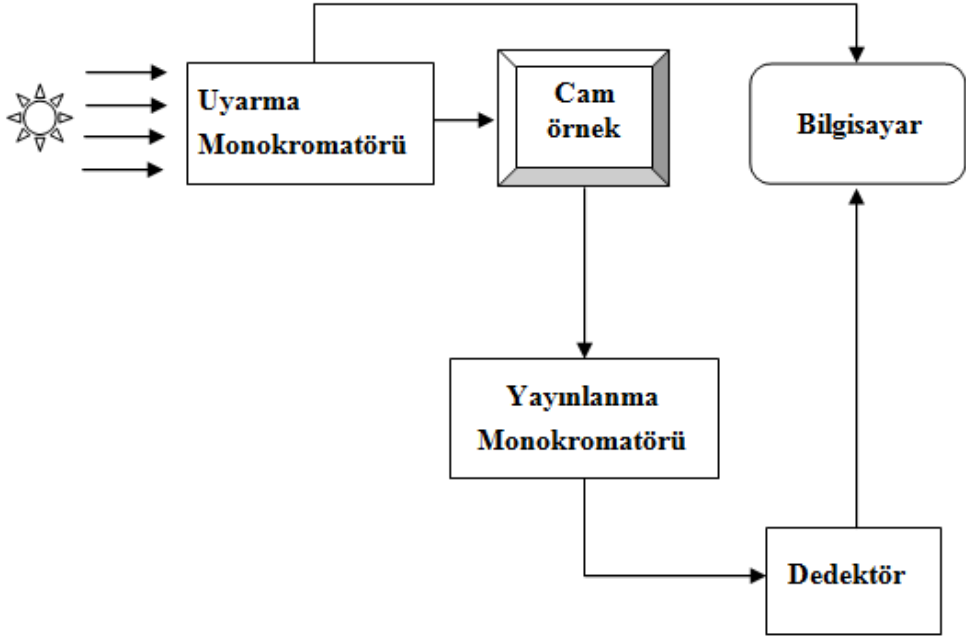 Uyarma
Monokromatörü
Cam
örnek
Bilgisayar
Yayınlanma
Monokromatörü
Dedektör